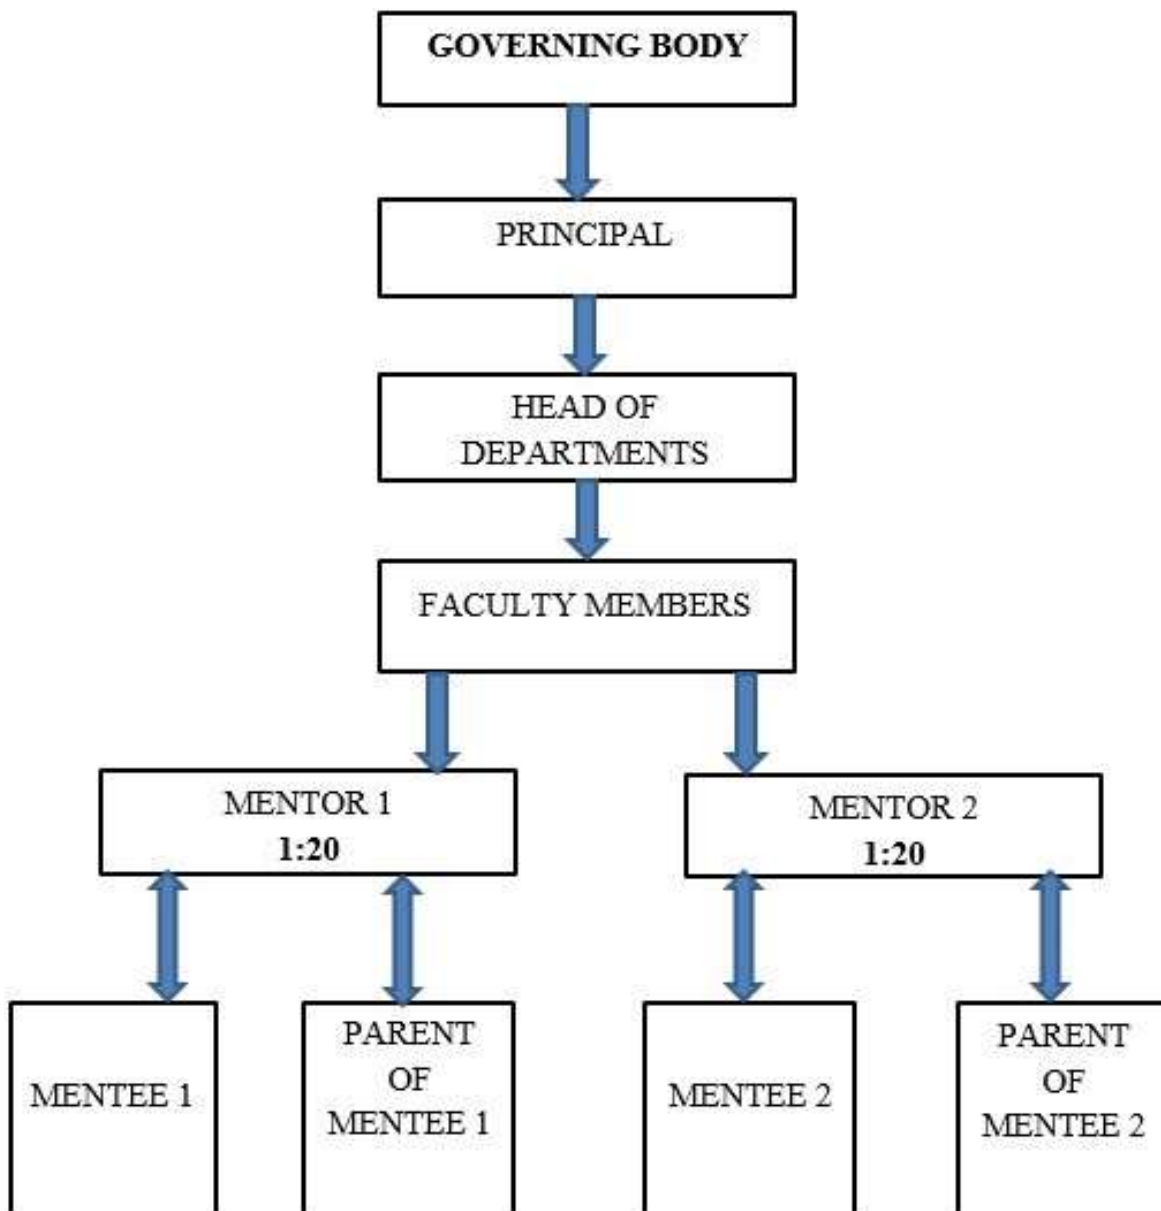 GOVERNING BODY
PRINCIPAL
HEAD OF
DEPARTMENTS
FACULTY MEMBERS
MENTOR 1
1:20
MENTOR 2
1:20
MENTEE 1
PARENT
OF
MENTEE 1
MENTEE 2
PARENT
OF
MENTEE 2